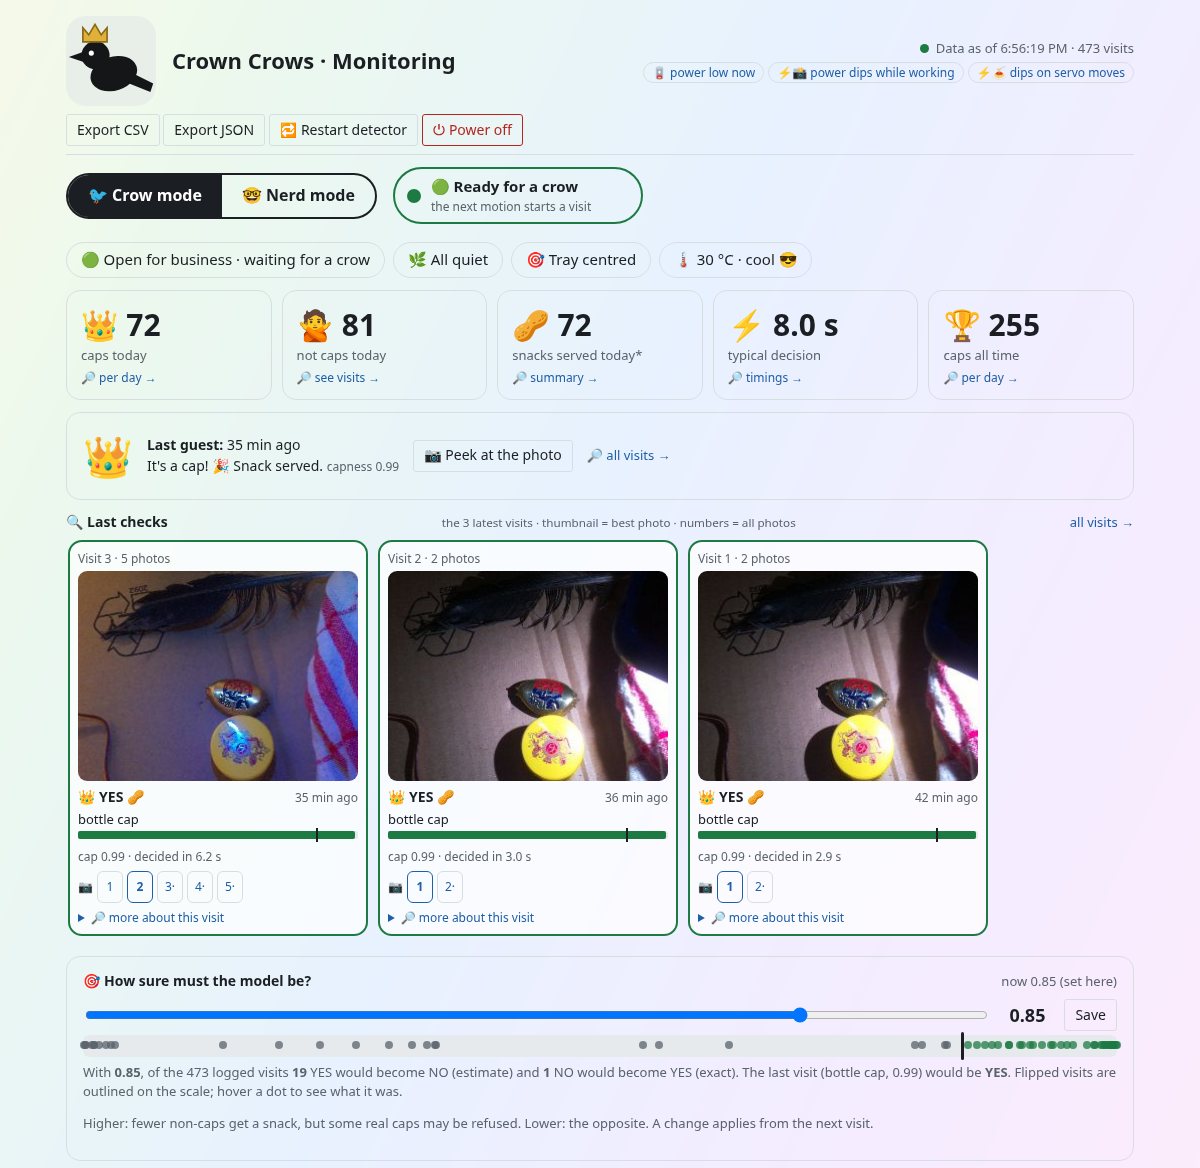 Crown Crows · Monitoring
Data as of 6:56:19 PM · 473 visits
power low now
power dips while working
dips on servo moves
Export CSV
Export JSON
Restart detector
Power off
Crow mode
Nerd mode
Ready for a crow
the next motion starts a visit
Open for business · waiting for a crow
All quiet
Tray centred
30 °C · cool
72
caps today
per day →
81
not caps today
see visits →
72
snacks served today*
summary →
8.0 s
typical decision
timings →
255
caps all time
per day →
Last guest: 35 min ago
It's a cap! Snack served. capness 0.99
Peek at the photo
all visits →
Last checks
the 3 latest visits · thumbnail = best photo · numbers = all photos
all visits →
Visit 3 · 5 photos
YES
35 min ago
bottle cap
cap 0.99 · decided in 6.2 s
1 2 3· 4· 5·
more about this visit
Visit 2 · 2 photos
YES
36 min ago
bottle cap
cap 0.99 · decided in 3.0 s
1 2·
more about this visit
Visit 1 · 2 photos
YES
42 min ago
bottle cap
cap 0.99 · decided in 2.9 s
1 2·
more about this visit
How sure must the model be?
now 0.85 (set here)
0.85
Save
With 0.85, of the 473 logged visits 19 YES would become NO (estimate) and 1 NO would become YES (exact). The last visit (bottle cap, 0.99) would be YES. Flipped visits are
outlined on the scale; hover a dot to see what it was.
Higher: fewer non-caps get a snack, but some real caps may be refused. Lower: the opposite. A change applies from the next visit.